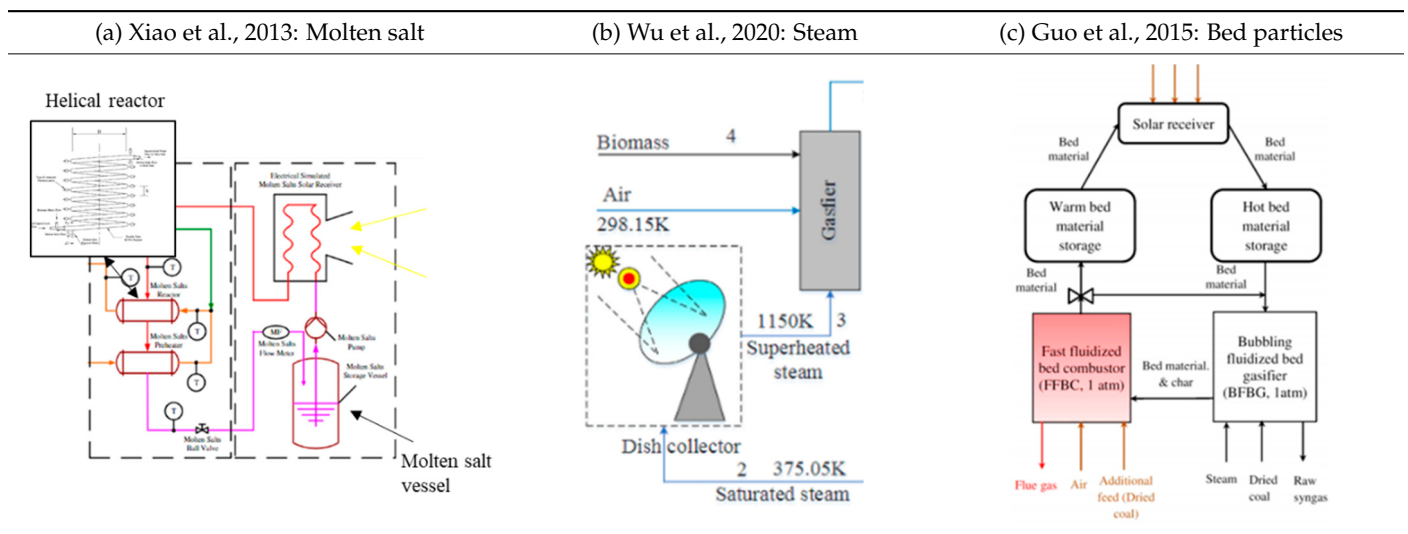 (a) Xiao et al., 2013: Molten salt
(b) Wu et al., 2020: Steam
(c) Guo et al., 2015: Bed particles
Helical reactor
Electrical Simulated
Molten Salts Solar Receiver
T
Molten Salts
Reactor
T
Molten Salts
Preheater
T
T
MF
Molten Salts
Flow Meter
Molten Salts
Pump
Molten Salts
Storage Vessel
Molten Salts
Ball Valve
Molten salt
vessel
Biomass
4
Air
298.15K
Gasfier
1150K
3
Superheated
steam
Dish collector
2
375.05K
Saturated steam
Solar receiver
Bed
material
Bed
material
Warm bed
material
storage
Hot bed
material
storage
Bed
material
Bed
material
Fast fluidized
bed combustor
(FFBC, 1 atm)
Bed material.
& char
Bubbling
fluidized bed
gasifier
(BFBG, 1atm)
Flue gas
Air
Additional
feed (Dried
coal)
Steam
Dried
coal
Raw
syngas